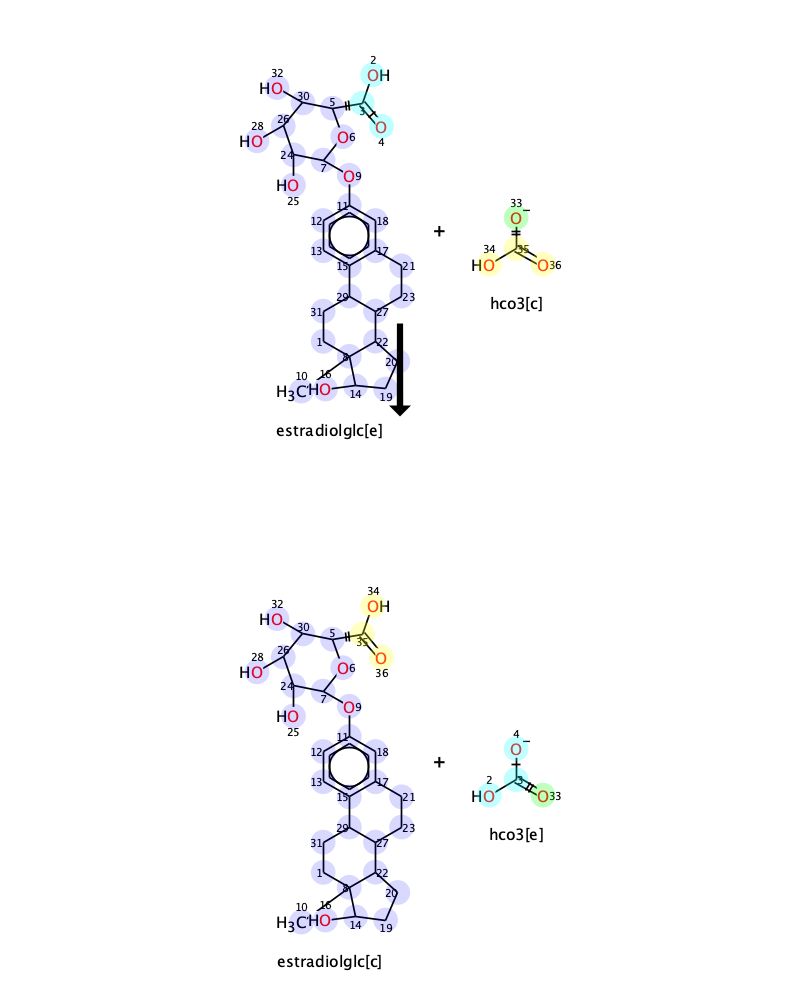 2
OH
32
HO
30
5
3
O
4
26
28
HO
O6
24
7
HO
25
O9
11
12
18
13
17
15
21
29
23
31
27
1
22
8
20
10
16
H3C
HO
14
19
estradiolglc[e]
+
33
O−
34
HO
35
O36
hco3[c]
34
OH
32
HO
30
5
35
O
36
26
28
HO
O6
24
7
HO
25
O9
11
12
18
13
17
15
21
29
23
31
27
1
22
8
20
10
16
H3C
HO
14
19
estradiolglc[c]
+
4
O−
2
HO
3
O33
hco3[e]